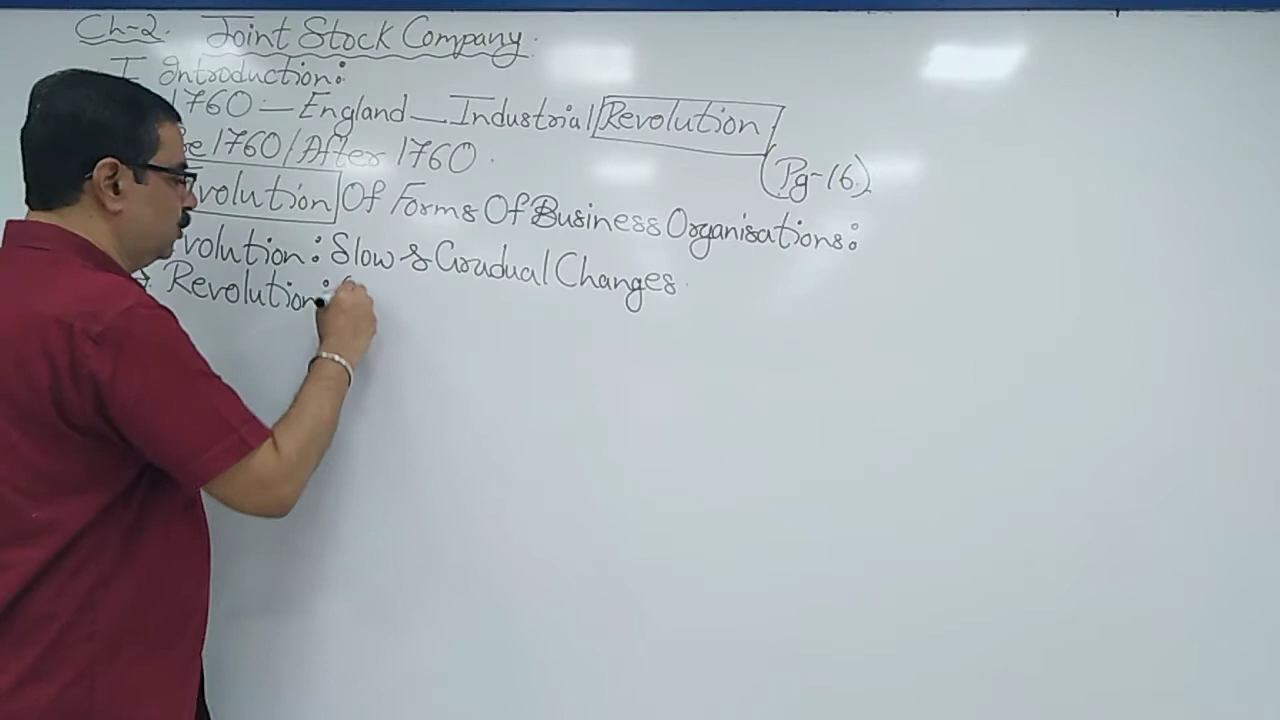 Ch-2. Joint Stock Company.
I Introduction:
1760 — England — Industrial Revolution
1760 / After 1760.
(Pg-16.)
volution Of Forms Of Business Organisations:
volution: Slow & Gradual Changes.
→ Revolution: